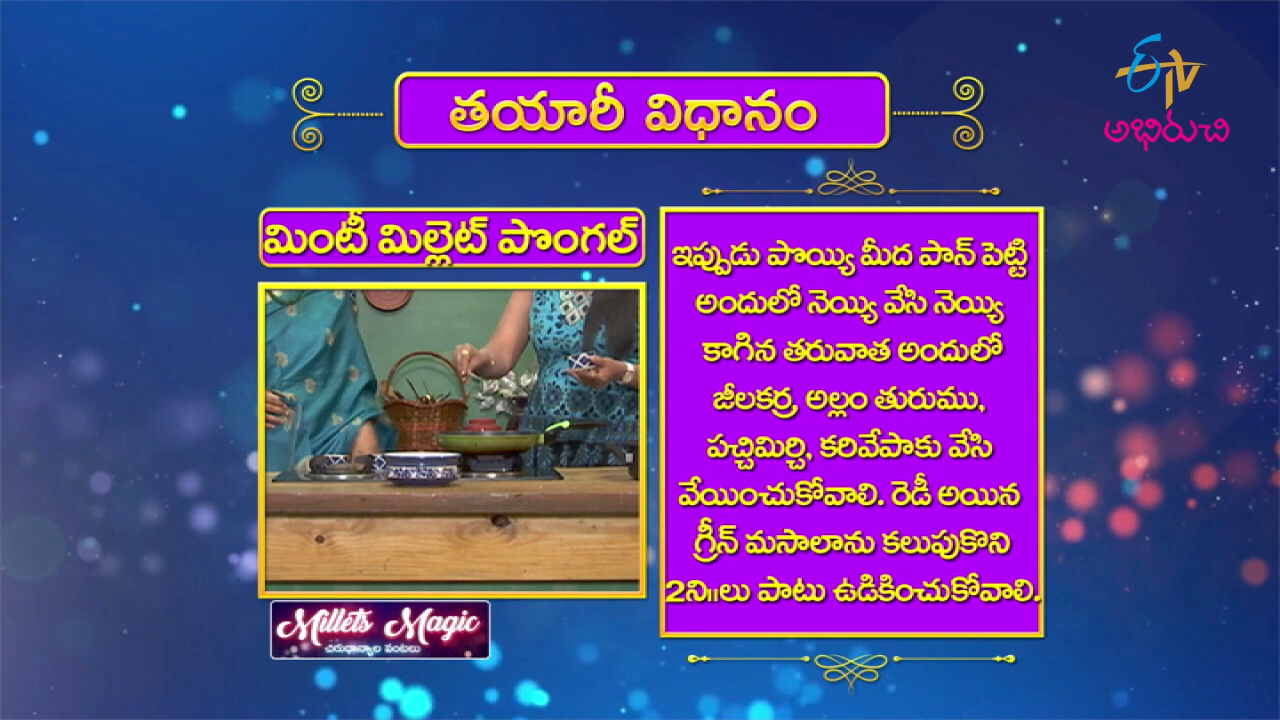 తయారీ విధానం
ETV
అభిరుచి
మింటీ మిల్లెట్ పొంగల్
ఇప్పుడు పొయ్యి మీద పాన్ పెట్టి
అందులో నెయ్యి వేసి నెయ్యి
కాగిన తరువాత అందులో
జీలకర్ర, అల్లం తురుము,
పచ్చిమిర్చి, కరివేపాకు వేసి
వేయించుకోవాలి. రెడీ అయిన
గ్రీన్ మసాలాను కలుపుకొని
2ని॥లు పాటు ఉడికించుకోవాలి.
Millets Magic
చిరుధాన్యాల వంటలు